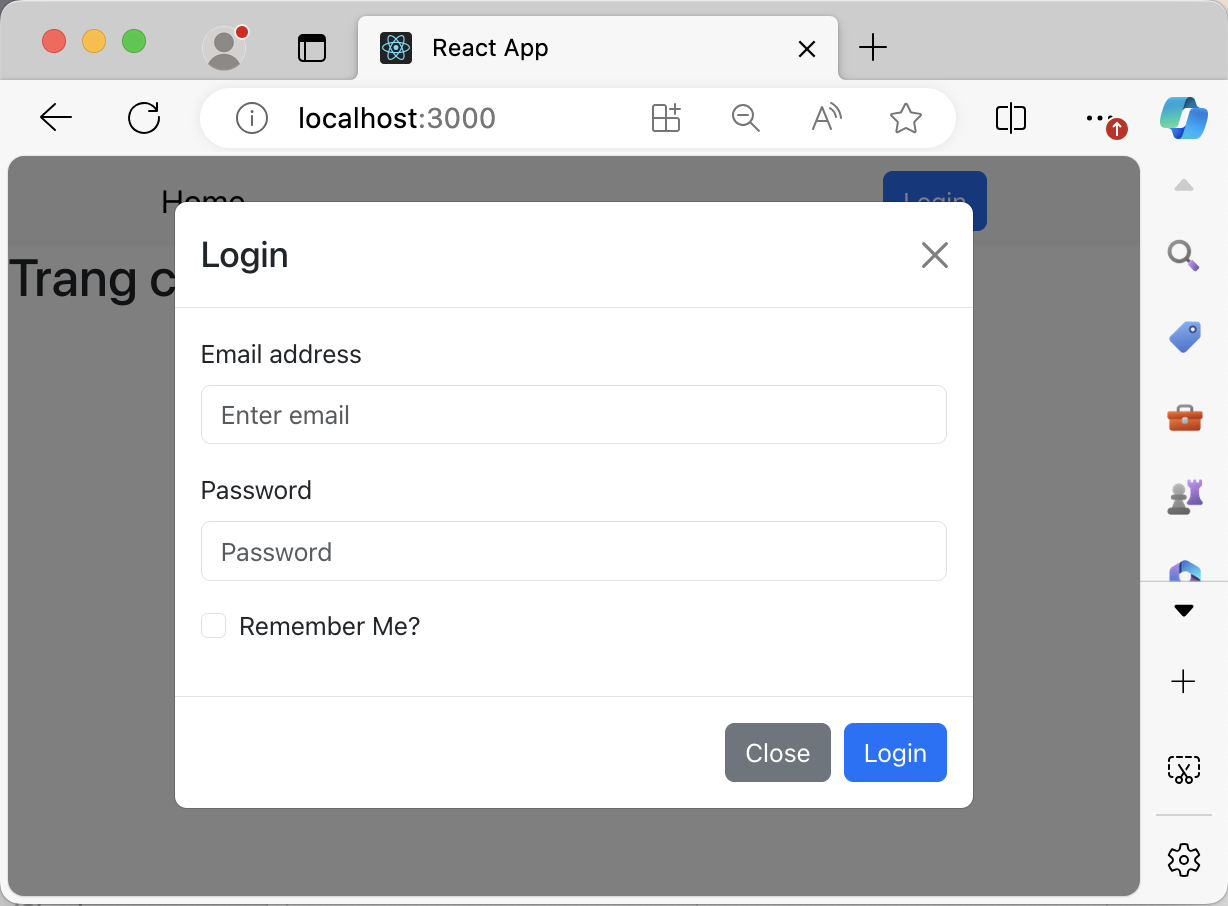 React App
localhost:3000
Home
Login
Trang c
Login
Email address
Enter email
Password
Password
Remember Me?
Close
Login